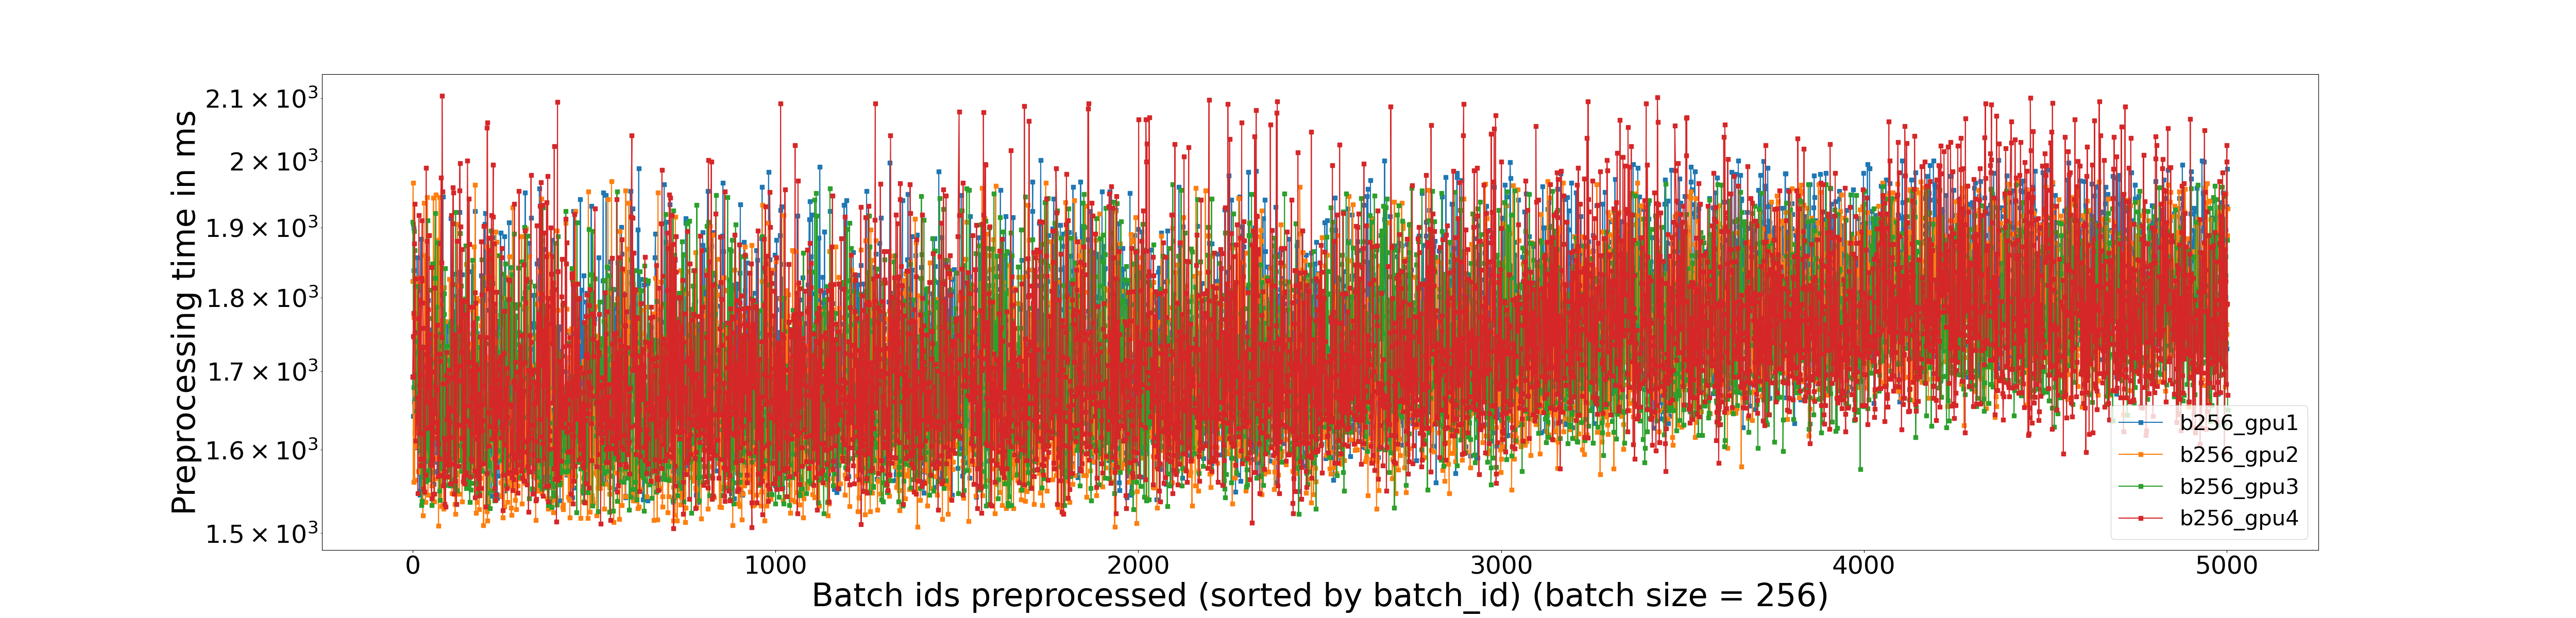 2.1 × 10³
2 × 10³
1.9 × 10³
1.8 × 10³
1.7 × 10³
1.6 × 10³
1.5 × 10³
Preprocessing time in ms
b256_gpu1
b256_gpu2
b256_gpu3
b256_gpu4
0 1000 2000 3000 4000 5000
Batch ids preprocessed (sorted by batch_id) (batch size = 256)